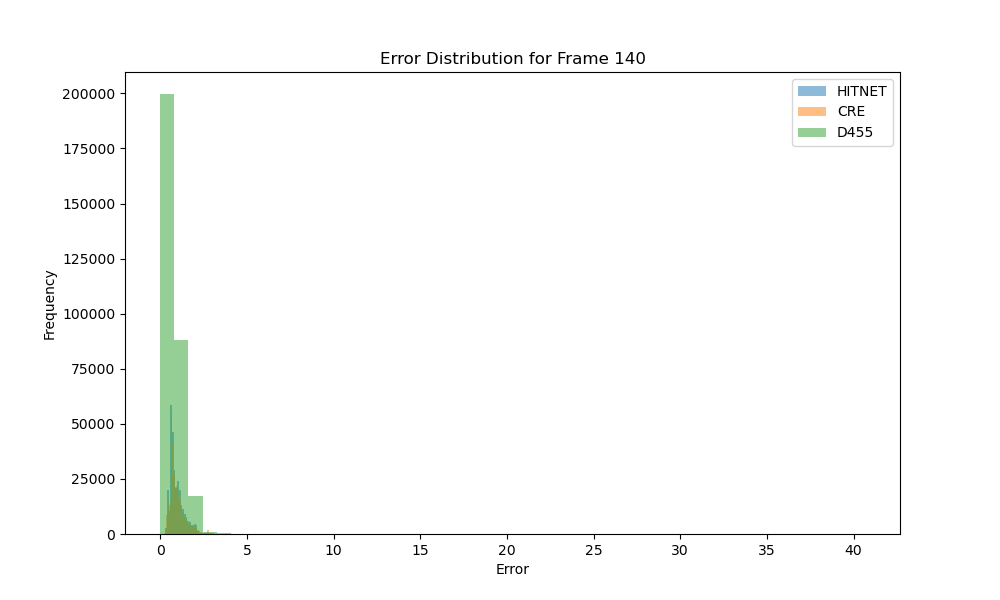 Error Distribution for Frame 140
HITNET
CRE
D455
200000
175000
150000
125000
100000
75000
50000
25000
0
Frequency
0 5 10 15 20 25 30 35 40
Error